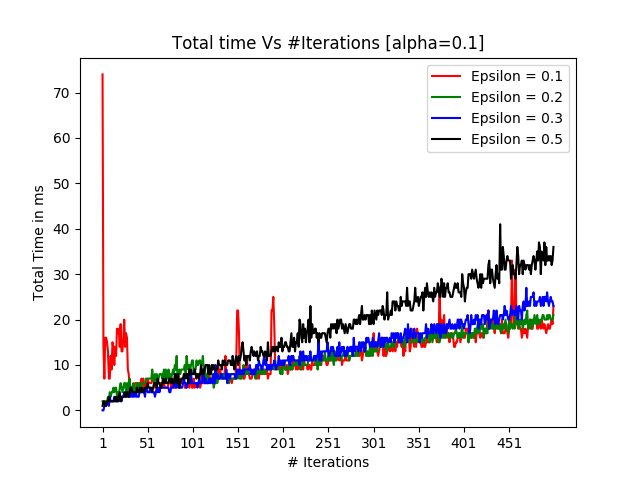 Total time Vs #Iterations [alpha=0.1]
Epsilon = 0.1
Epsilon = 0.2
Epsilon = 0.3
Epsilon = 0.5
Total Time in ms
70
60
50
40
30
20
10
0
1 51 101 151 201 251 301 351 401 451
# Iterations